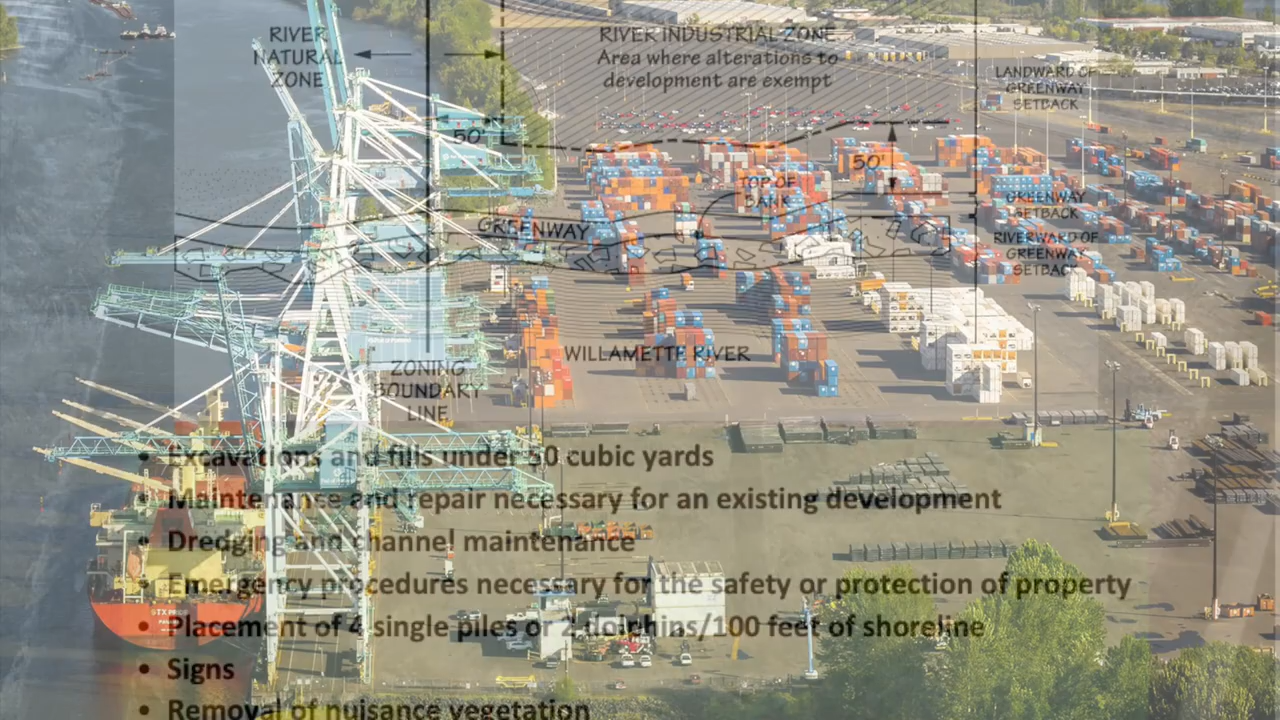 RIVER
NATURAL
ZONE
RIVER INDUSTRIAL ZONE
Area where alterations to
development are exempt
LANDWARD OF
GREENWAY
SETBACK
50'
50'
TOP OF
BANK
GREENWAY
SETBACK
GREENWAY
RIVERWARD OF
GREENWAY
SETBACK
WILLAMETTE RIVER
ZONING
BOUNDARY
LINE
• Excavations and fills under 50 cubic yards
• Maintenance and repair necessary for an existing development
• Dredging and channel maintenance
• Emergency procedures necessary for the safety or protection of property
• Placement of 4 single piles or 2 dolphins/100 feet of shoreline
STX
• Signs
• Removal of nuisance vegetation